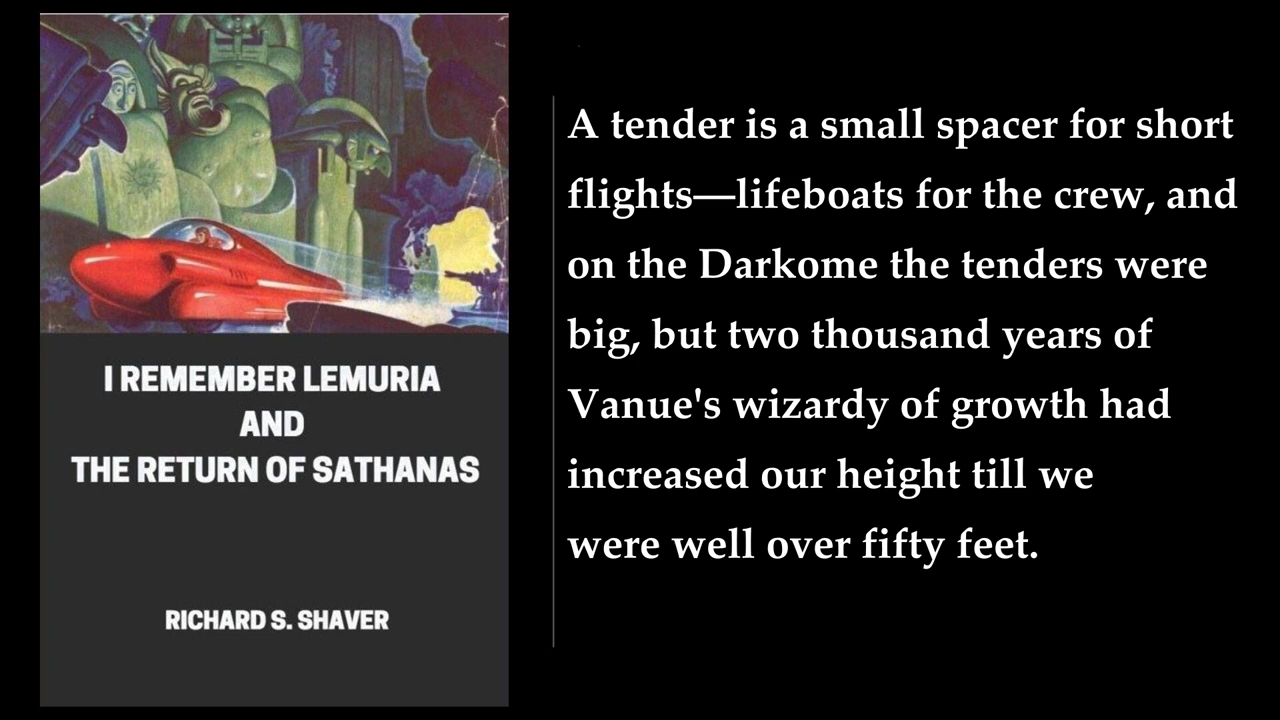 I REMEMBER LEMURIA
AND
THE RETURN OF SATHANAS
RICHARD S. SHAVER
A tender is a small spacer for short
flights—lifeboats for the crew, and
on the Darkome the tenders were
big, but two thousand years of
Vanue's wizardy of growth had
increased our height till we
were well over fifty feet.